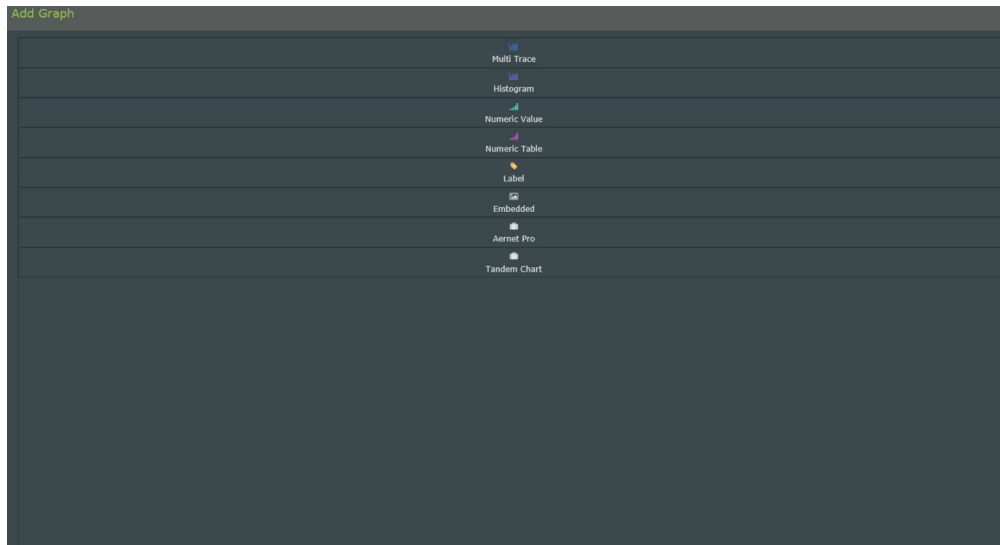 Add Graph
Multi Trace
Histogram
Numeric Value
Numeric Table
Label
Embedded
Aernet Pro
Tandem Chart